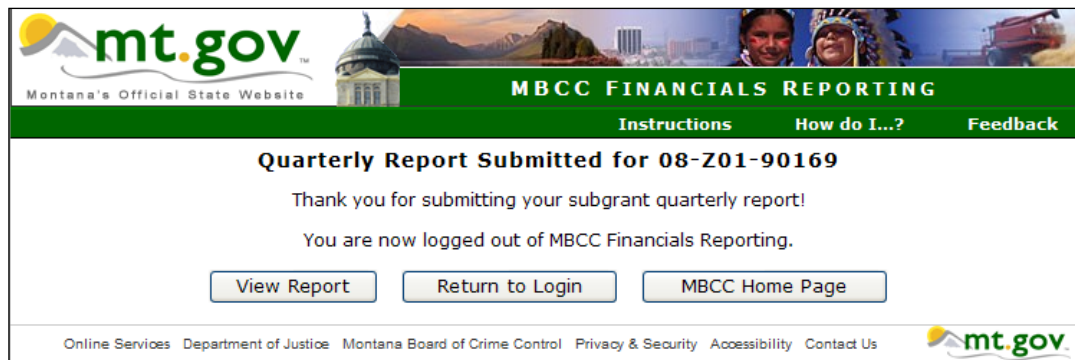 mt.gov™
Montana's Official State Website
MBCC FINANCIALS REPORTING
Instructions How do I...? Feedback
Quarterly Report Submitted for 08-Z01-90169
Thank you for submitting your subgrant quarterly report!
You are now logged out of MBCC Financials Reporting.
View Report Return to Login MBCC Home Page
Online Services Department of Justice Montana Board of Crime Control Privacy & Security Accessibility Contact Us mt.gov